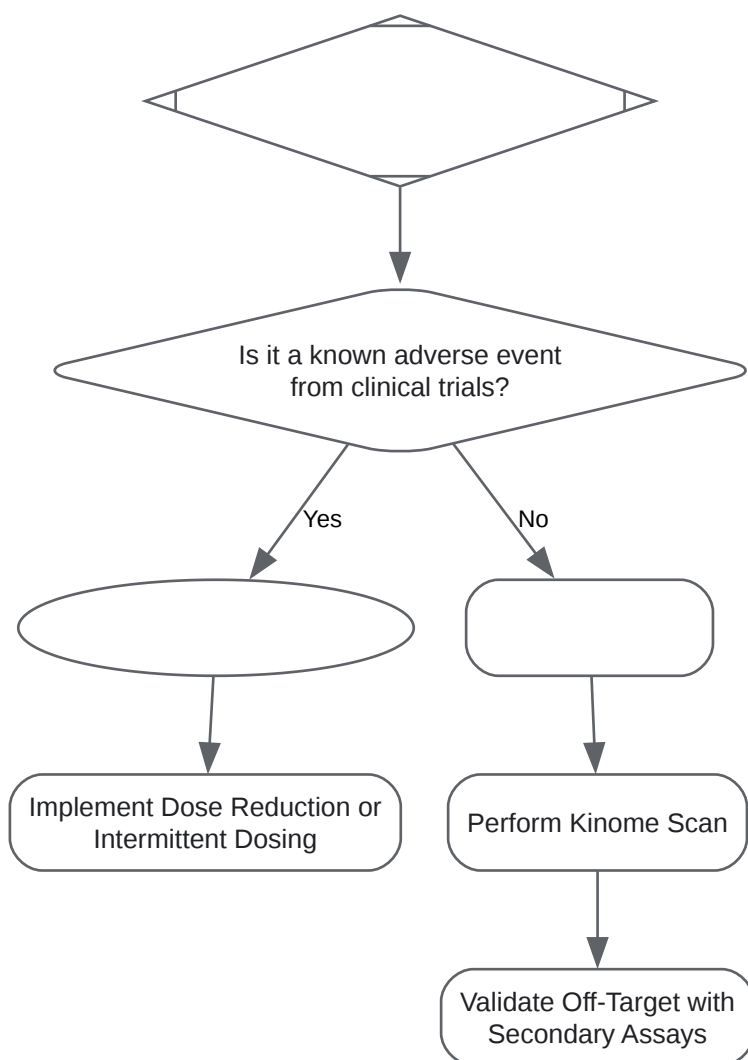 Is it a known adverse event
from clinical trials?
Yes
No
Implement Dose Reduction or
Intermittent Dosing
Perform Kinome Scan
Validate Off-Target with
Secondary Assays